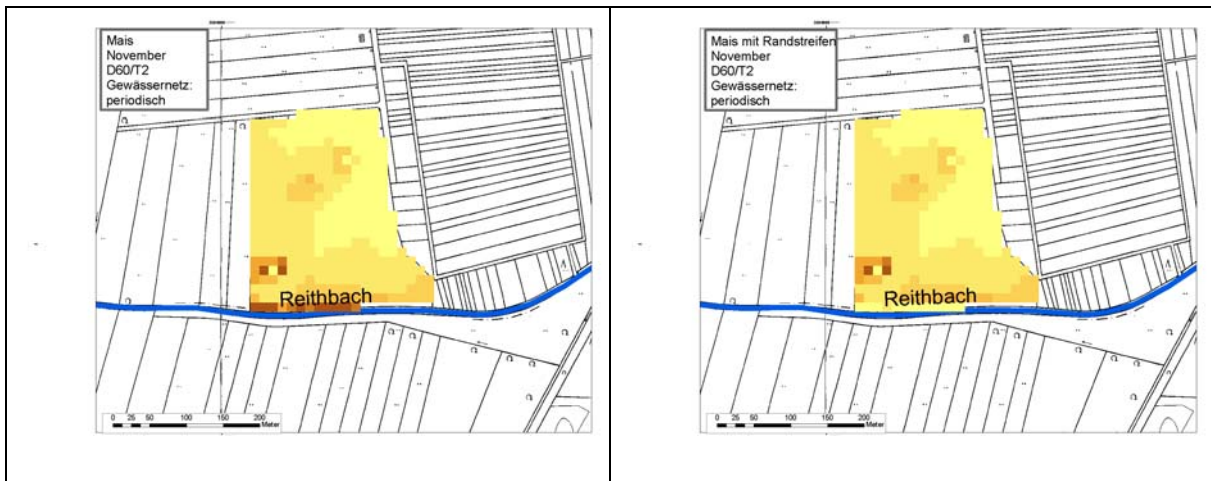 Mais
November
D60/T2
Gewässernetz:
periodisch
Reithbach
0 25 50 100 150 200
Meter
Mais mit Randstreifen
November
D60/T2
Gewässernetz:
periodisch
Reithbach
0 25 50 100 150 200
Meter